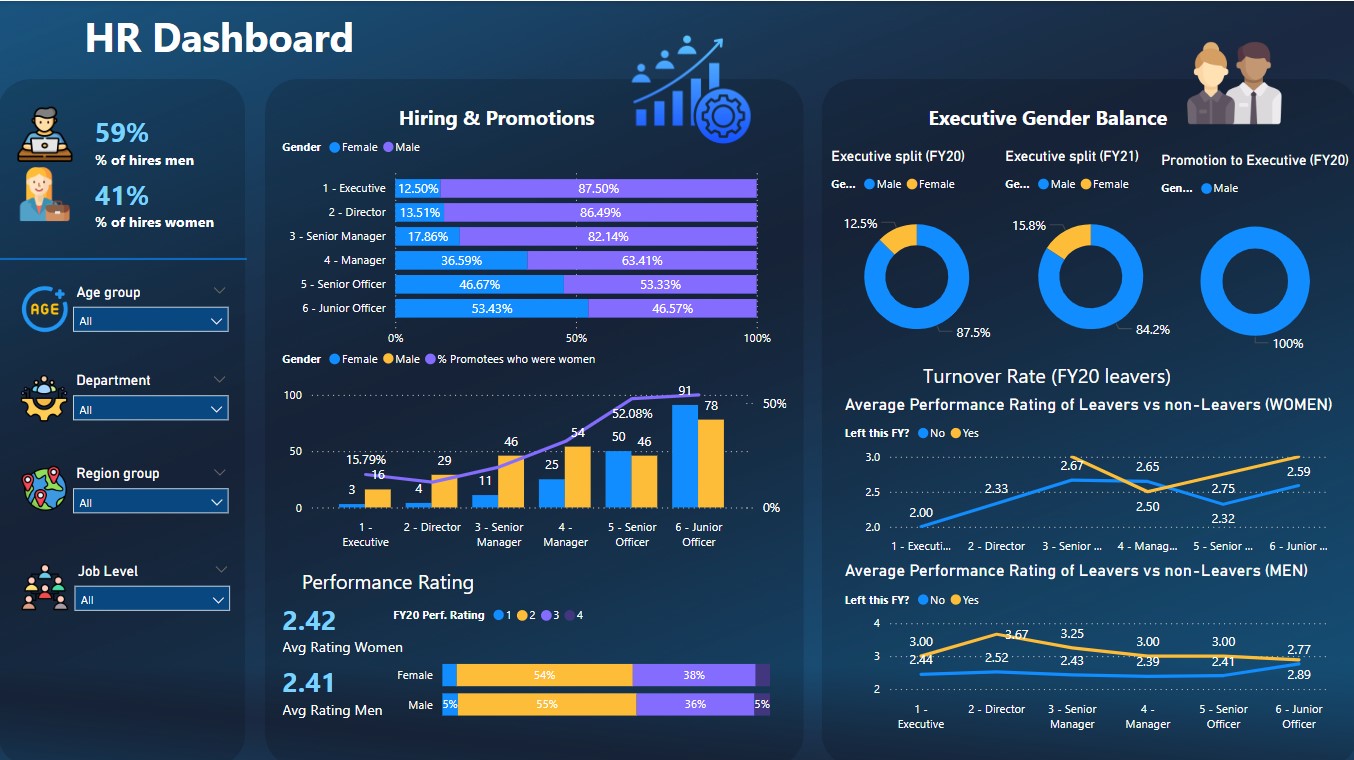 HR Dashboard
59%
% of hires men
41%
% of hires women
AGE
Age group
All
Department
All
Region group
All
Job Level
All
Hiring & Promotions
Gender Female Male
1 - Executive 12.50% 87.50%
2 - Director 13.51% 86.49%
3 - Senior Manager 17.86% 82.14%
4 - Manager 36.59% 63.41%
5 - Senior Officer 46.67% 53.33%
6 - Junior Officer 53.43% 46.57%
0% 50% 100%
Gender Female Male % Promotees who were women
100 50 0
50% 0%
15.79% 52.08%
3 16 4 29 11 46 25 54 50 46 91 78
1 - Executive
2 - Director
3 - Senior Manager
4 - Manager
5 - Senior Officer
6 - Junior Officer
Performance Rating
2.42
Avg Rating Women
2.41
Avg Rating Men
FY20 Perf. Rating 1 2 3 4
Female 54% 38%
Male 5% 55% 36% 5%
Executive Gender Balance
Executive split (FY20)
Ge... Male Female
12.5%
87.5%
Executive split (FY21)
Ge... Male Female
15.8%
84.2%
Promotion to Executive (FY20)
Gen... Male
100%
Turnover Rate (FY20 leavers)
Average Performance Rating of Leavers vs non-Leavers (WOMEN)
Left this FY? No Yes
3.0 2.5 2.0
2.00 2.33 2.67 2.65 2.50 2.75 2.32 2.59
1 - Executi... 2 - Director 3 - Senior ... 4 - Manag... 5 - Senior ... 6 - Junior ...
Average Performance Rating of Leavers vs non-Leavers (MEN)
Left this FY? No Yes
4 3 2
3.00 3.67 3.25 3.00 3.00 2.77
2.44 2.52 2.43 2.39 2.41 2.89
1 - Executive
2 - Director
3 - Senior Manager
4 - Manager
5 - Senior Officer
6 - Junior Officer